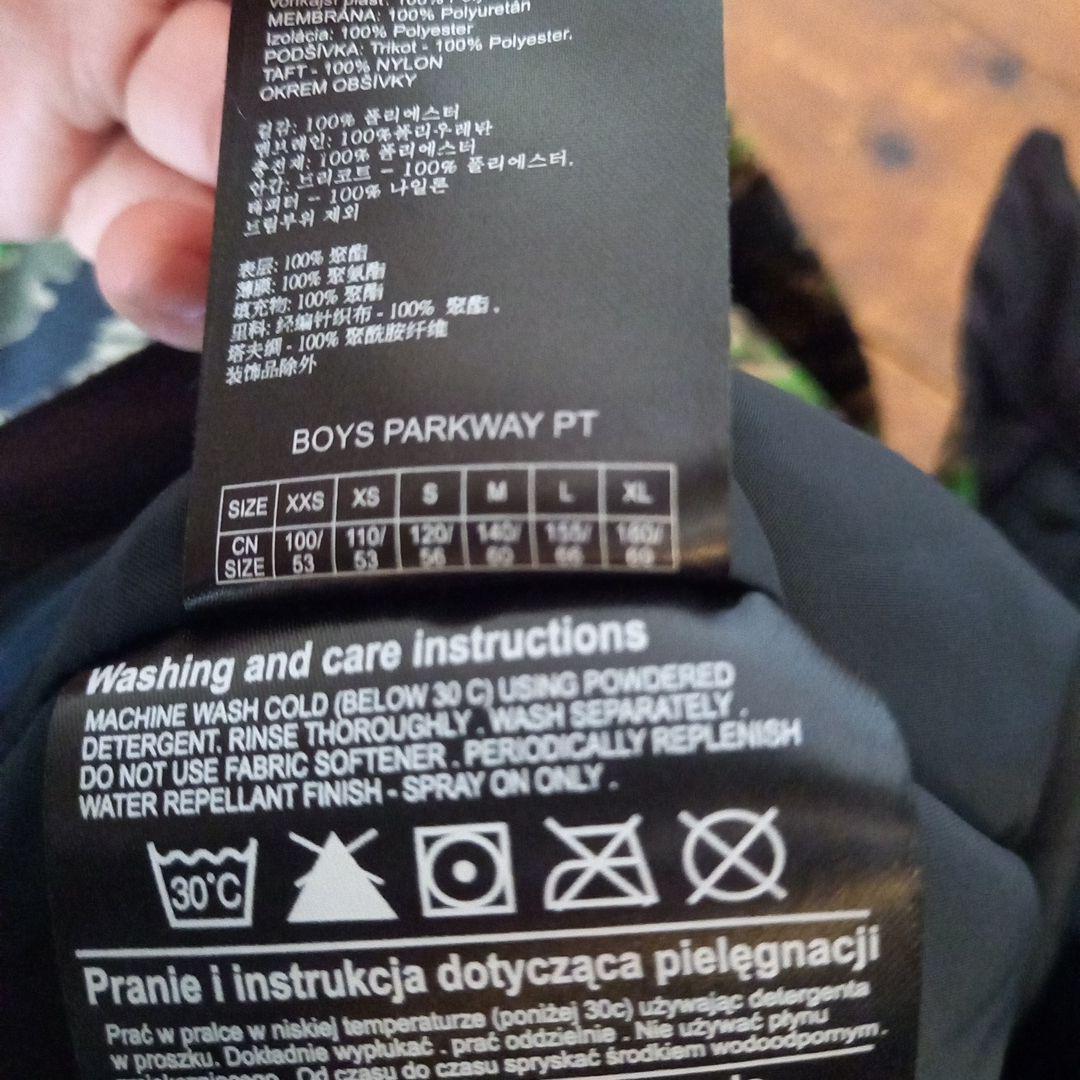 MEMBRÁNA: 100% Polyuretán
Izolácia: 100% Polyester
PODŠÍVKA: Trikot - 100% Polyester.
TAFT - 100% NYLON
OKREM OBŠÍVKY
겉감: 100% 폴리에스터
멤브레인: 100%폴리우레탄
충전재: 100% 폴리에스터
안감: 트리코트 - 100% 폴리에스터.
태피터 - 100% 나일론
트림부위 제외
表层: 100% 聚酯
薄膜: 100% 聚氨酯
填充物: 100% 聚酯
里料: 经编针织布 - 100% 聚酯.
塔夫绸 - 100% 聚酰胺纤维
装饰品除外
BOYS PARKWAY PT
SIZE XXS XS S M L XL
CN SIZE 100/53 110/53 120/56 140/60
Washing and care instructions
MACHINE WASH COLD (BELOW 30 C) USING POWDERED
DETERGENT. RINSE THOROUGHLY . WASH SEPARATELY .
DO NOT USE FABRIC SOFTENER . PERIODICALLY REPLENISH
WATER REPELLANT FINISH - SPRAY ON ONLY .
30°C
Pranie i instrukcja dotycząca pielęgnacji
Prać w pralce w niskiej temperaturze (poniżej 30c) używając detergenta
w proszku. Dokładnie wypłukać . prać oddzielnie . Nie używać płynu
Od czasu do czasu spryskać środkiem wodoodpornym.